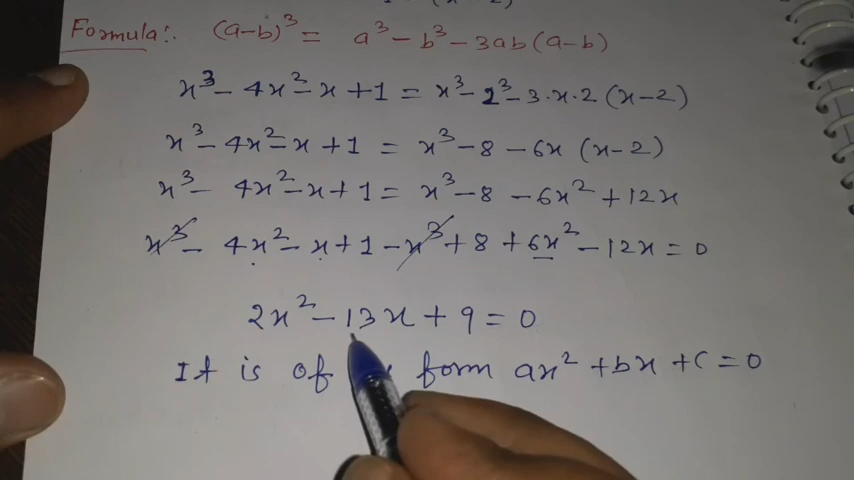 Formula:. (a-b)³ = a³ - b³ - 3ab (a-b)
x³ - 4x² - x + 1 = x³ - 2³ - 3·x·2 (x-2)
x³ - 4x² - x + 1 = x³ - 8 - 6x (x-2)
x³ - 4x² - x + 1 = x³ - 8 - 6x² + 12x
x³ - 4x² - x + 1 - x³ + 8 + 6x² - 12x = 0
2x² - 13x + 9 = 0
It is of form ax² + bx + c = 0